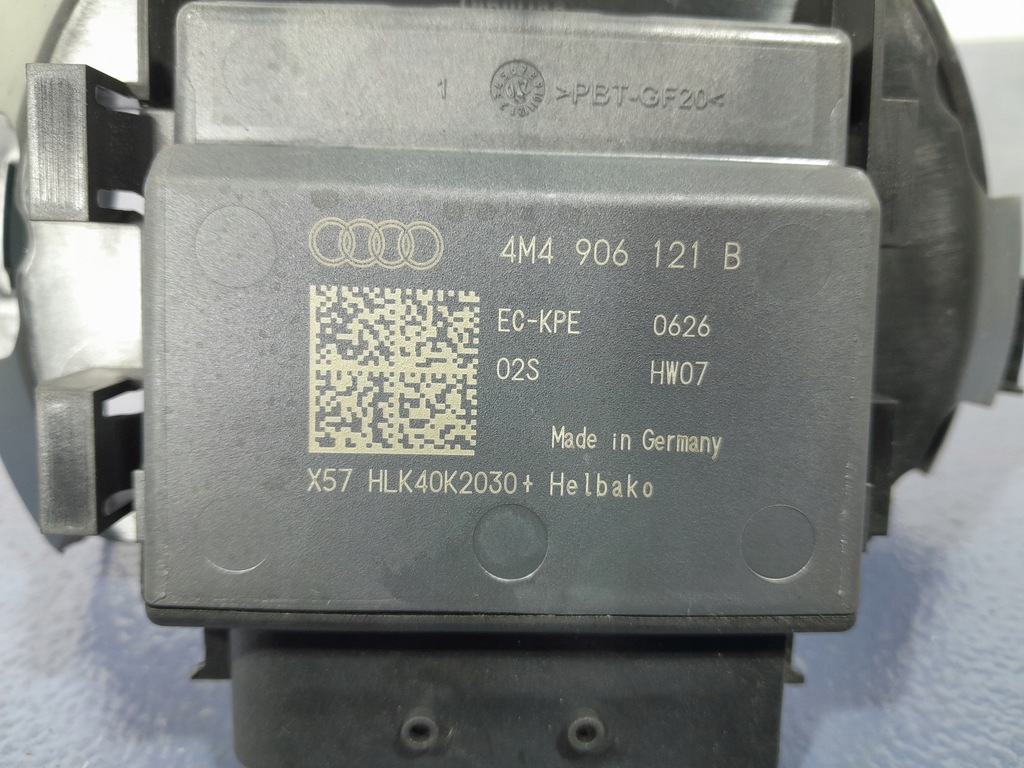 1 >PBT-GF20<
4M4 906 121 B
EC-KPE 0626
02S HW07
Made in Germany
X57 HLK40K2030+ Helbako